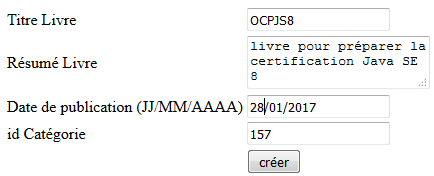 Titre Livre OCPJS8
Résumé Livre livre pour préparer la
certification Java SE
8
Date de publication (JJ/MM/AAAA) 28/01/2017
id Catégorie 157
créer